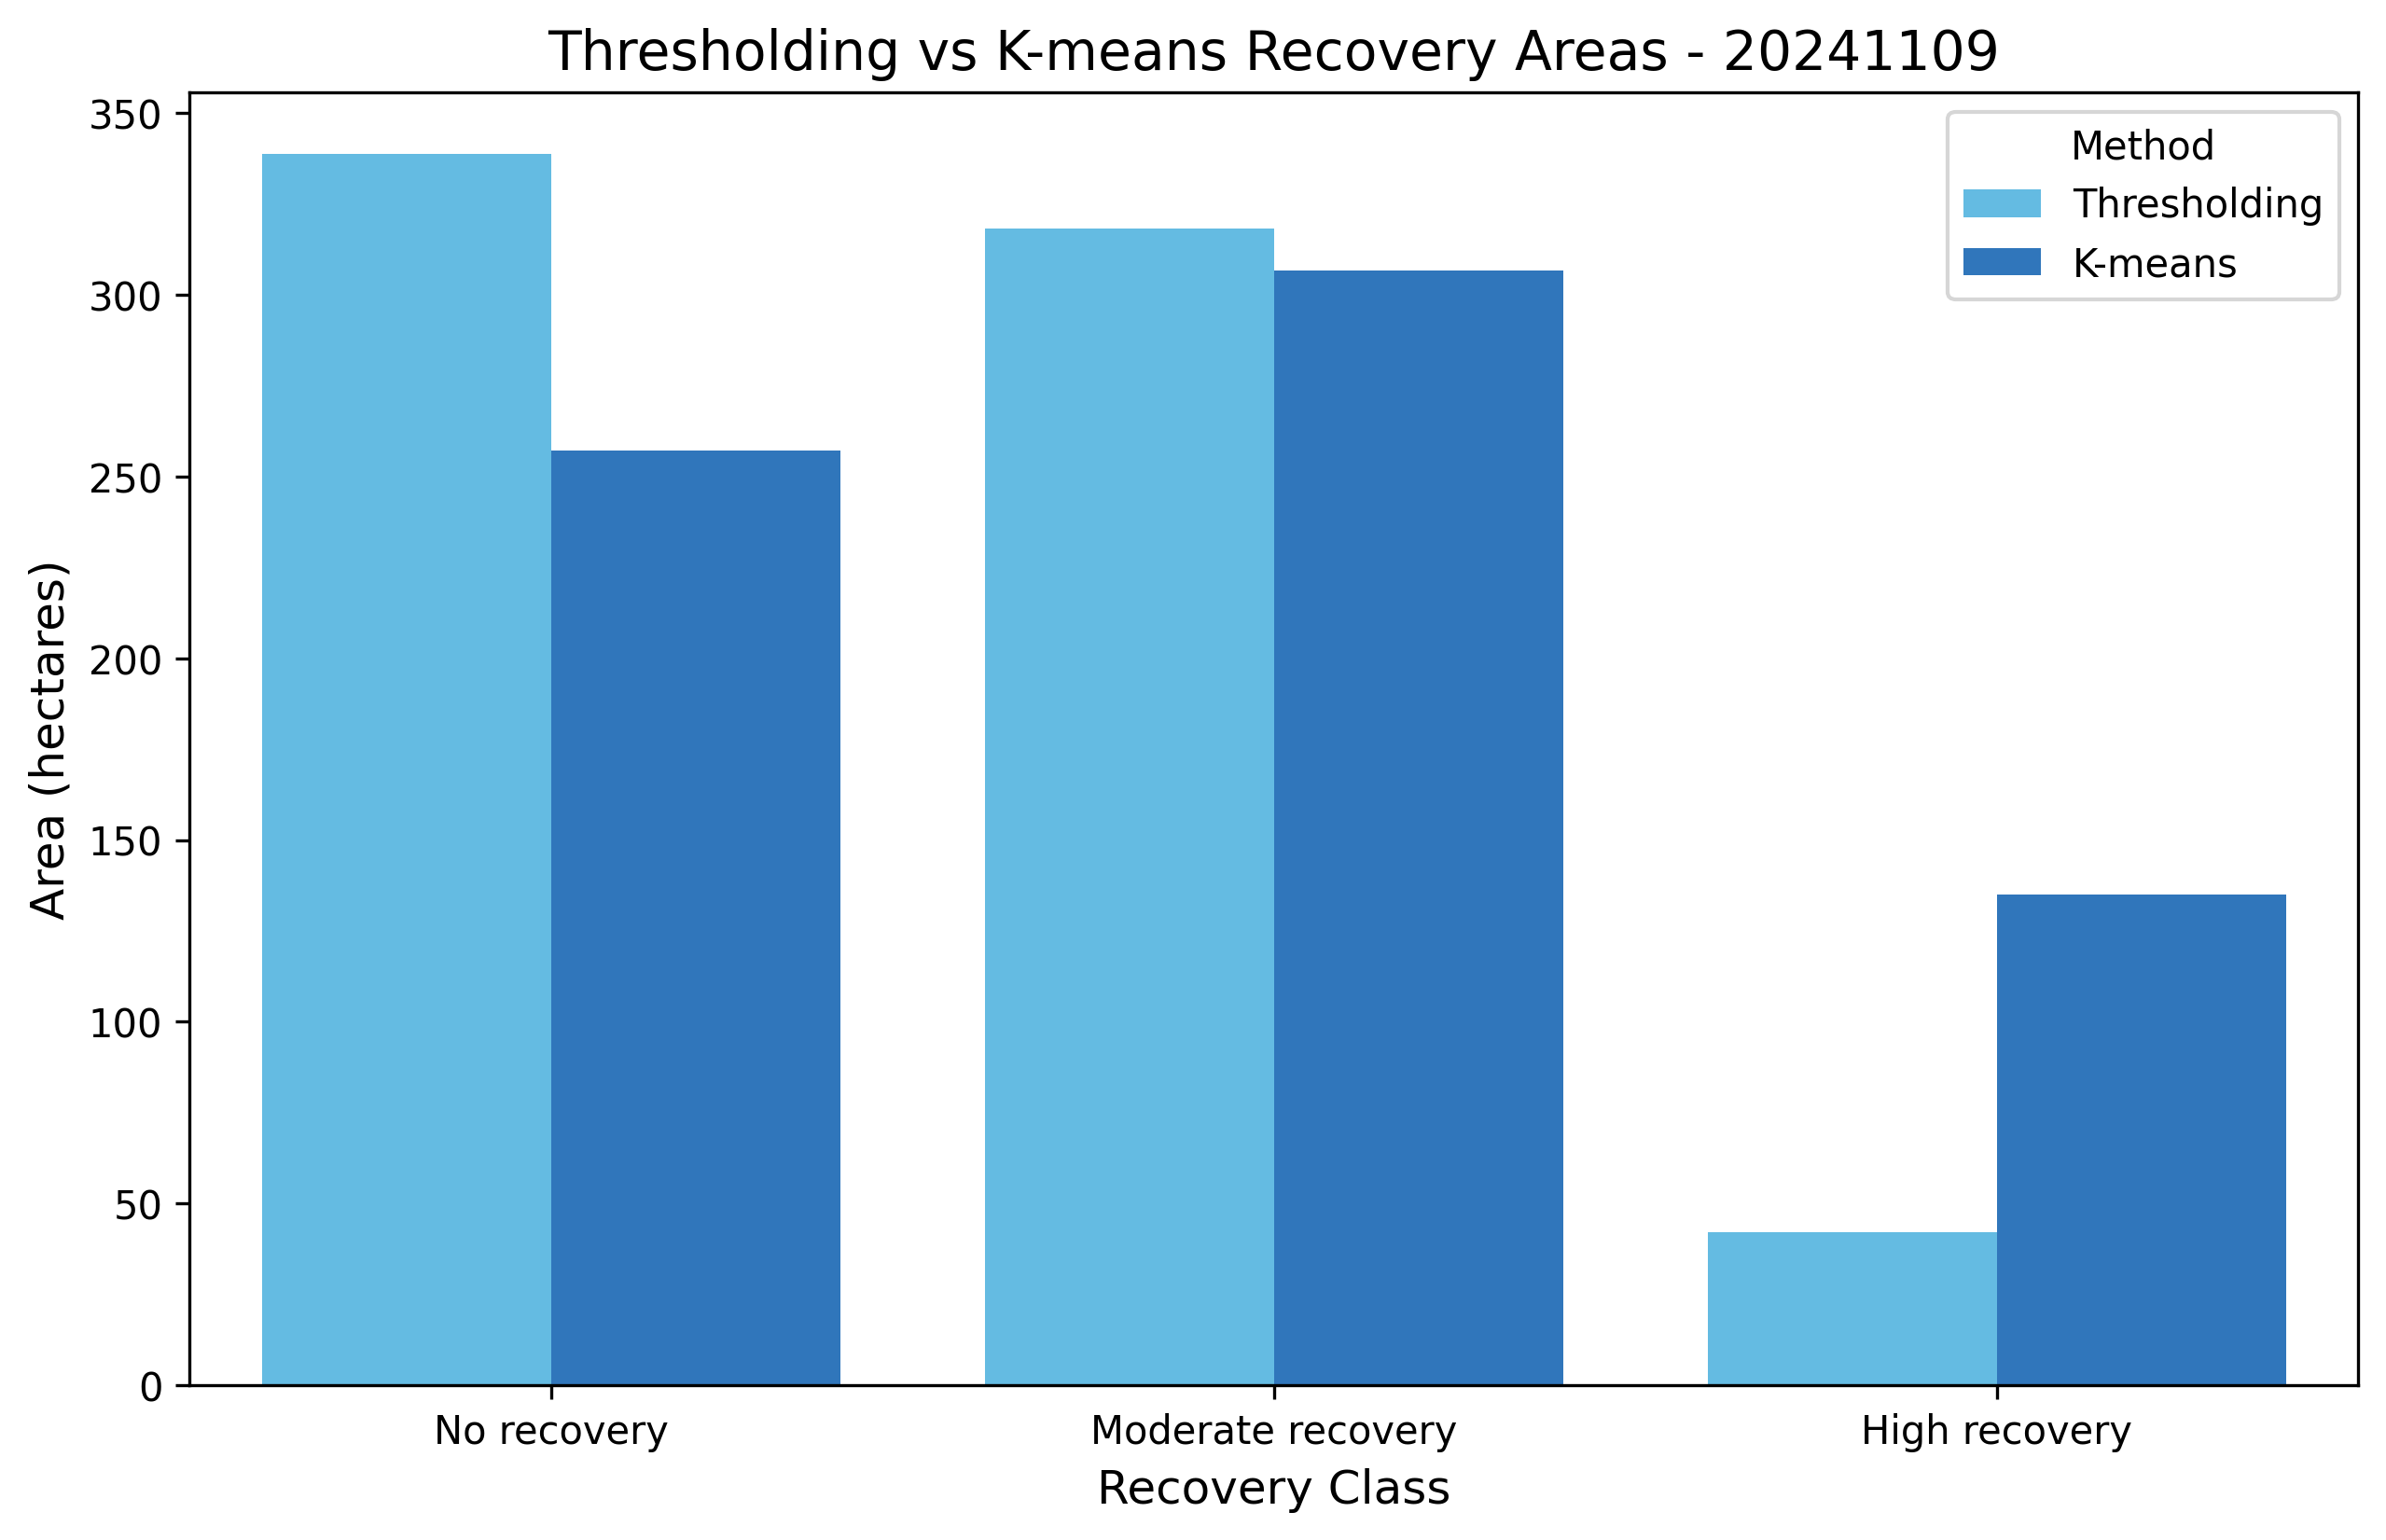 Thresholding vs K-means Recovery Areas - 20241109
Method
Thresholding
K-means
350
300
250
200
150
100
50
0
Area (hectares)
No recovery
Moderate recovery
High recovery
Recovery Class